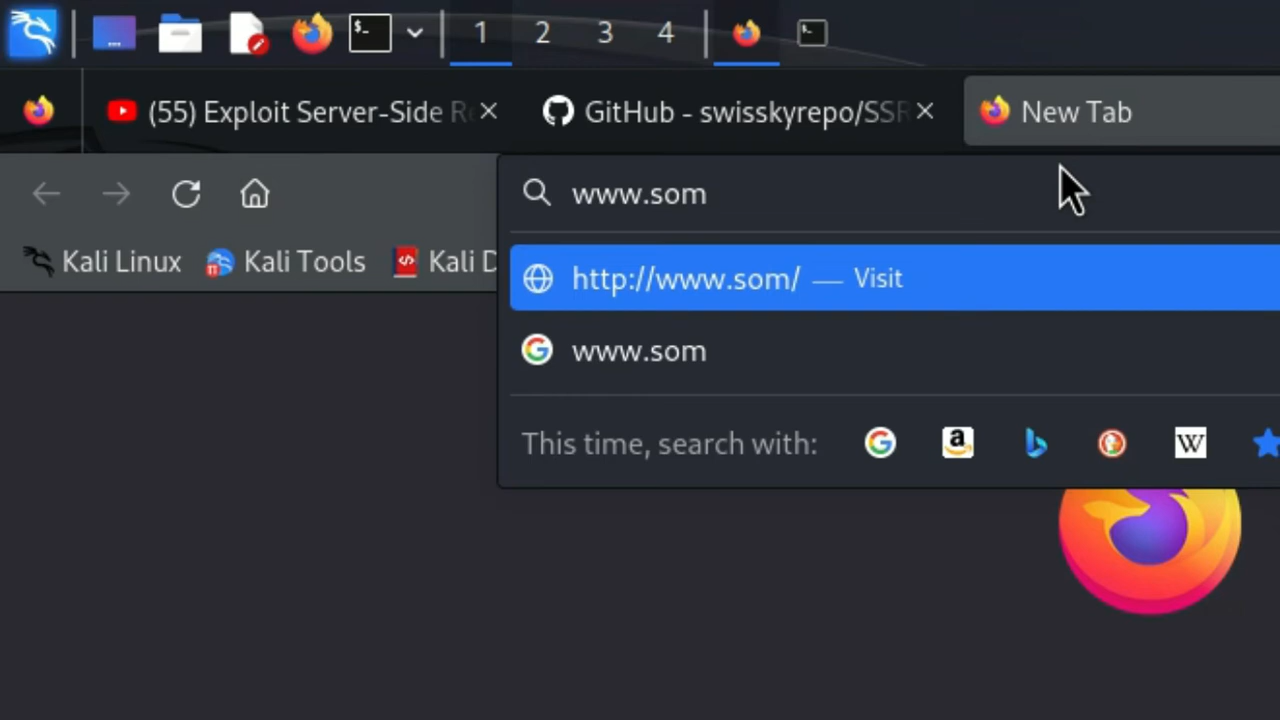 1 2 3 4
(55) Exploit Server-Side Re
GitHub - swisskyrepo/SSR
New Tab
www.som
Kali Linux
Kali Tools
Kali D
http://www.som/ — Visit
www.som
This time, search with: